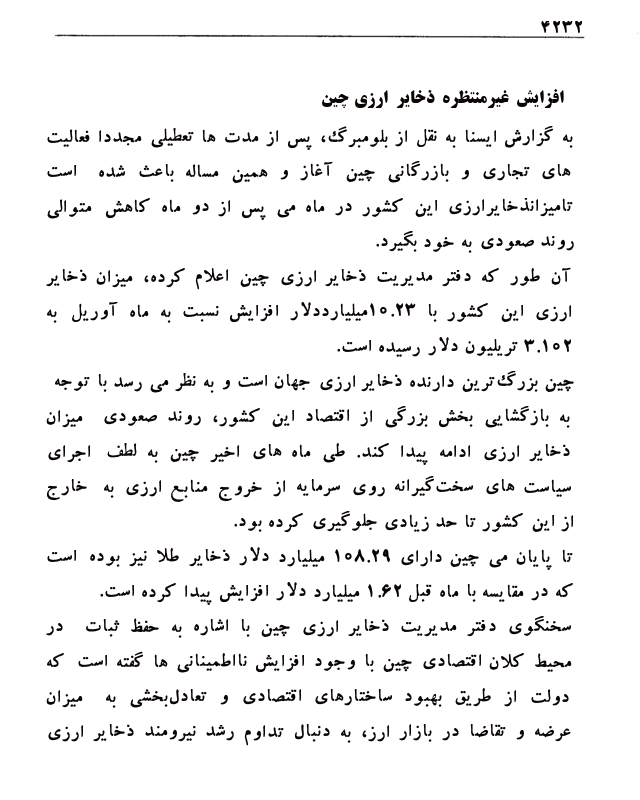 ۴۲۳۲
افزایش غیرمنتظره ذخایر ارزی چین
به گزارش ایسنا به نقل از بلومبرگ، پس از مدت ها تعطیلی مجددا فعالیت
های تجاری و بازرگانی چین آغاز و همین مساله باعث شده است
تامیزانذخایرارزی این کشور در ماه می پس از دو ماه کاهش متوالی
روند صعودی به خود بگیرد.
آن طور که دفتر مدیریت ذخایر ارزی چین اعلام کرده، میزان ذخایر
ارزی این کشور با ۱۰.۲۳میلیارددلار افزایش نسبت به ماه آوریل به
۳.۱۰۲ تریلیون دلار رسیده است.
چین بزرگ‌ترین دارنده ذخایر ارزی جهان است و به نظر می رسد با توجه
به بازگشایی بخش بزرگی از اقتصاد این کشور، روند صعودی میزان
ذخایر ارزی ادامه پیدا کند. طی ماه های اخیر چین به لطف اجرای
سیاست های سخت‌گیرانه روی سرمایه از خروج منابع ارزی به خارج
از این کشور تا حد زیادی جلوگیری کرده بود.
تا پایان می چین دارای ۱۰۸.۲۹ میلیارد دلار ذخایر طلا نیز بوده است
که در مقایسه با ماه قبل ۱.۶۲ میلیارد دلار افزایش پیدا کرده است.
سخنگوی دفتر مدیریت ذخایر ارزی چین با اشاره به حفظ ثبات در
محیط کلان اقتصادی چین با وجود افزایش نااطمینانی ها گفته است که
دولت از طریق بهبود ساختارهای اقتصادی و تعادل‌بخشی به میزان
عرضه و تقاضا در بازار ارز، به دنبال تداوم رشد نیرومند ذخایر ارزی